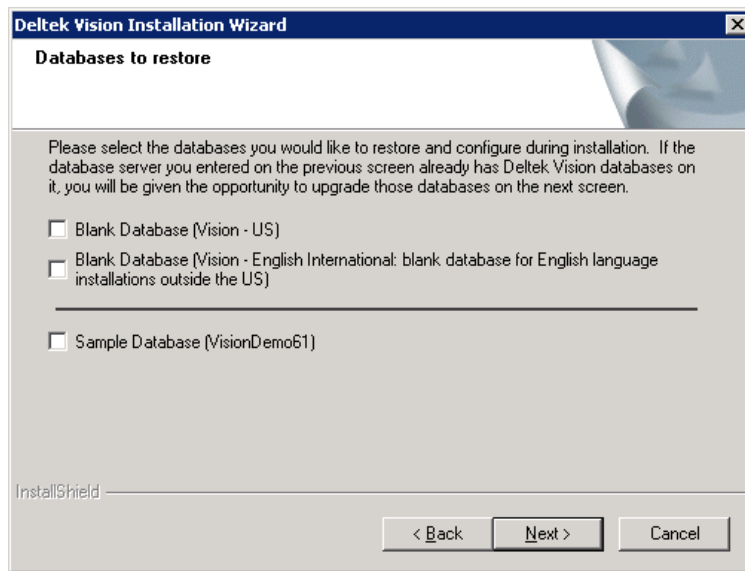 Deltek Vision Installation Wizard
Databases to restore
Please select the databases you would like to restore and configure during installation. If the
database server you entered on the previous screen already has Deltek Vision databases on
it, you will be given the opportunity to upgrade those databases on the next screen.
Blank Database (Vision - US)
Blank Database (Vision - English International: blank database for English language
installations outside the US)
Sample Database (VisionDemo61)
InstallShield
< Back
Next >
Cancel